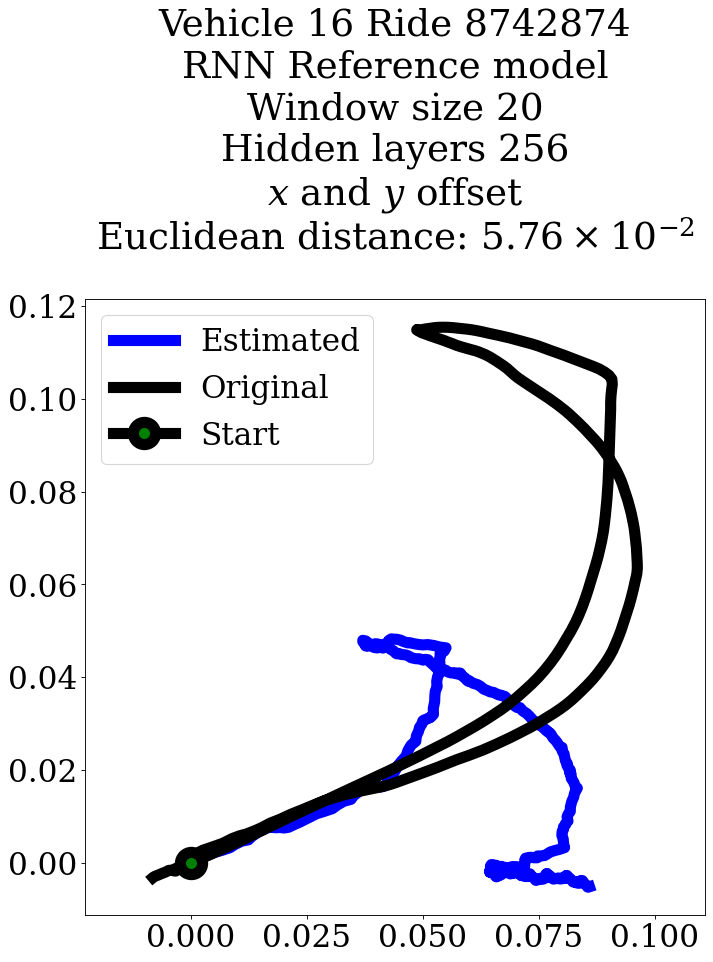 Vehicle 16 Ride 8742874
RNN Reference model
Window size 20
Hidden layers 256
x and y offset
Euclidean distance: 5.76 × 10⁻²
0.12
0.10
0.08
0.06
0.04
0.02
0.00
Estimated
Original
Start
0.000 0.025 0.050 0.075 0.100